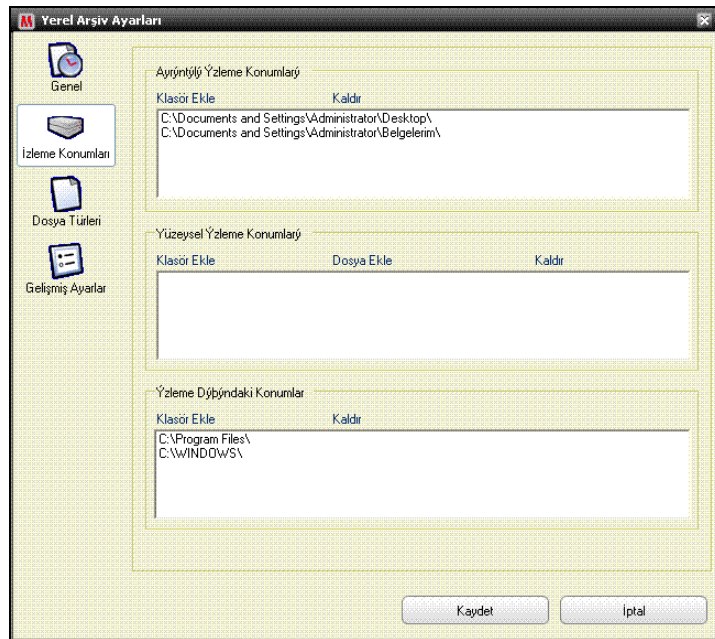 Yerel Arşiv Ayarları
Genel
İzleme Konumları
Dosya Türleri
Gelişmiş Ayarlar
Ayrýntýlý Ýzleme Konumlarý
Klasör Ekle Kaldır
C:\Documents and Settings\Administrator\Desktop\
C:\Documents and Settings\Administrator\Belgelerim\
Yüzeysel Ýzleme Konumlarý
Klasör Ekle Dosya Ekle Kaldır
Ýzleme Dýþýndaki Konumlar
Klasör Ekle Kaldır
C:\Program Files\
C:\WINDOWS\
Kaydet İptal